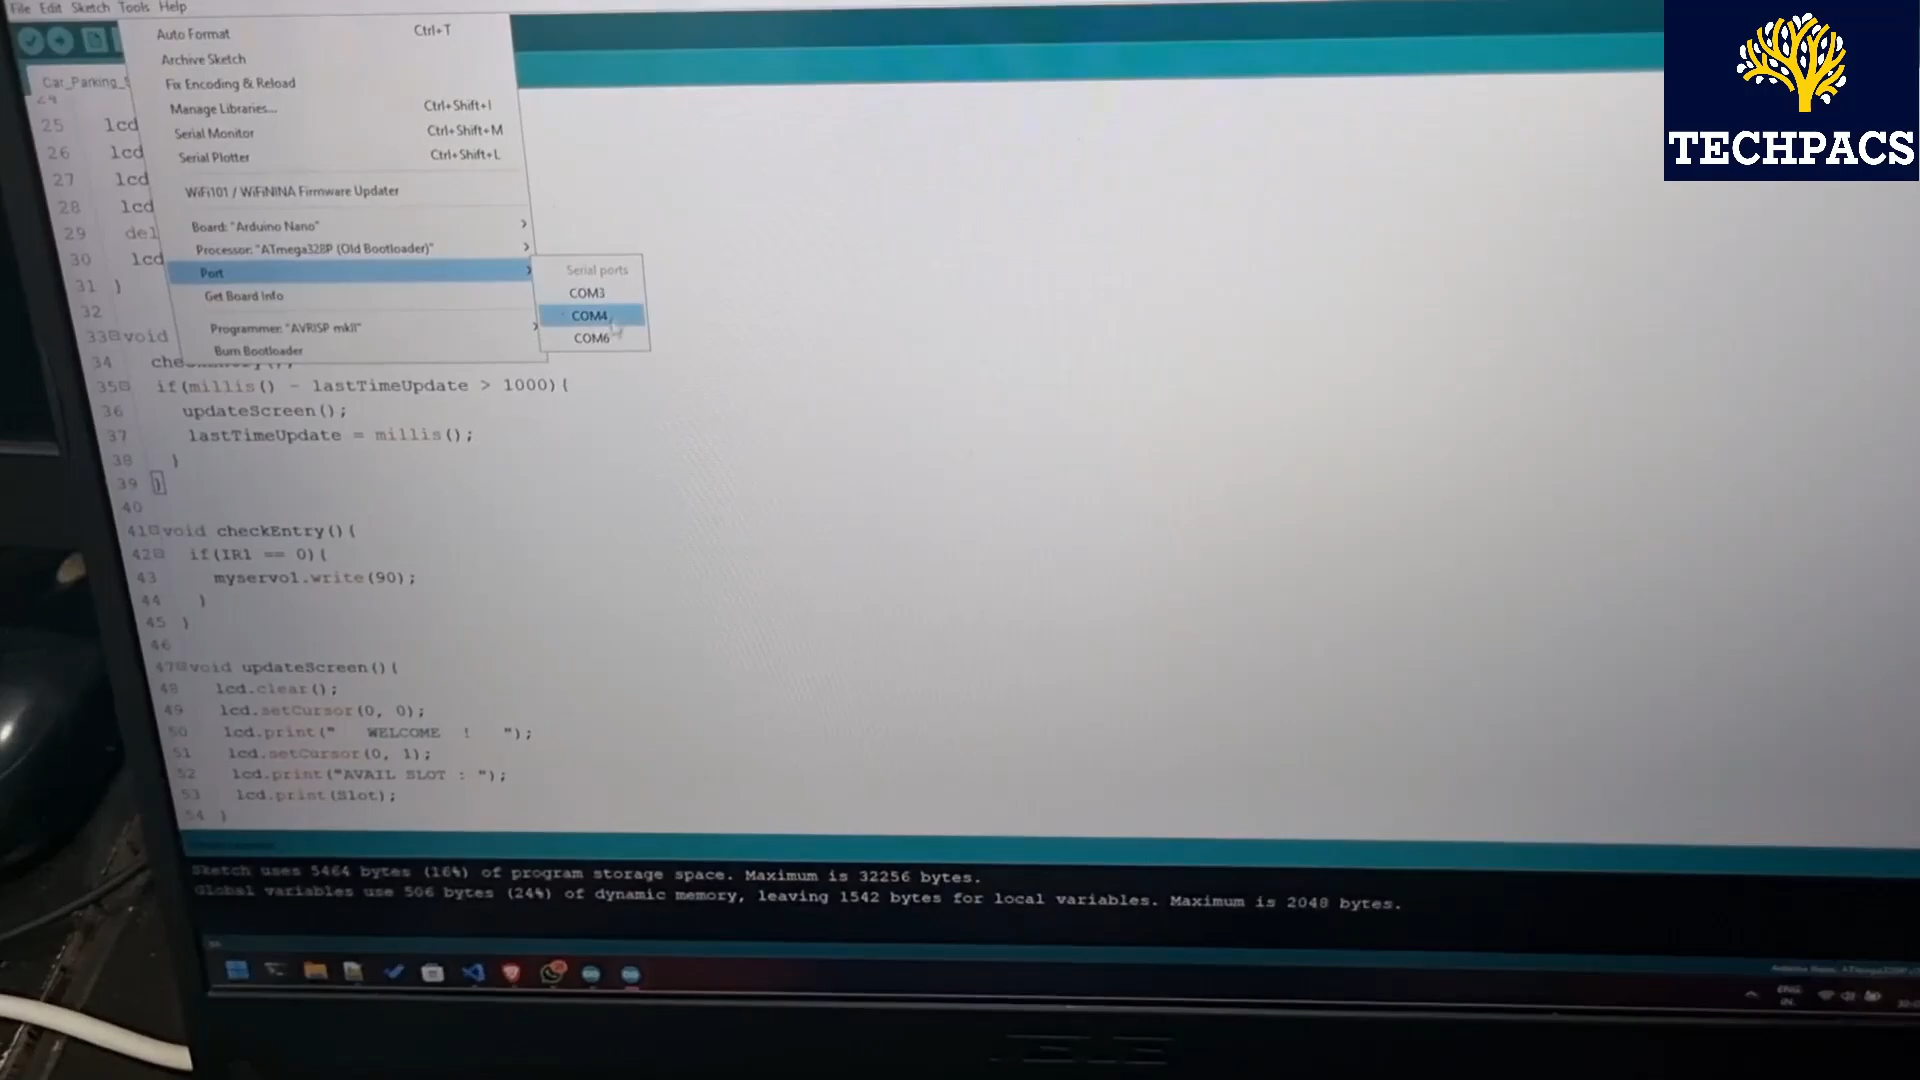 File Edit Sketch Tools Help
Auto Format Ctrl+T
Archive Sketch
Fix Encoding & Reload
Manage Libraries... Ctrl+Shift+I
Serial Monitor Ctrl+Shift+M
Serial Plotter Ctrl+Shift+L
WiFi101 / WiFiNINA Firmware Updater
Board: "Arduino Nano"
Processor: "ATmega328P (Old Bootloader)"
Port
Get Board Info
Programmer: "AVRISP mkII"
Burn Bootloader
Serial ports
COM3
COM4
COM6
TECHPACS
Car_Parking_
24
25 lcd
26 lcd
27 lcd
28 lcd
29 del
30 lcd
31 }
32
33 void
34
35 if(millis() - lastTimeUpdate > 1000){
36 updateScreen();
37 lastTimeUpdate = millis();
38 }
39 }
40
41 void checkEntry(){
42 if(IR1 == 0){
43 myservo1.write(90);
44 }
45 }
46
47 void updateScreen(){
48 lcd.clear();
49 lcd.setCursor(0, 0);
50 lcd.print("   WELCOME  !   ");
51 lcd.setCursor(0, 1);
52 lcd.print("AVAIL SLOT : ");
53 lcd.print(Slot);
54 }
Sketch uses 5464 bytes (16%) of program storage space. Maximum is 32256 bytes.
Global variables use 506 bytes (24%) of dynamic memory, leaving 1542 bytes for local variables. Maximum is 2048 bytes.
ENG
IN